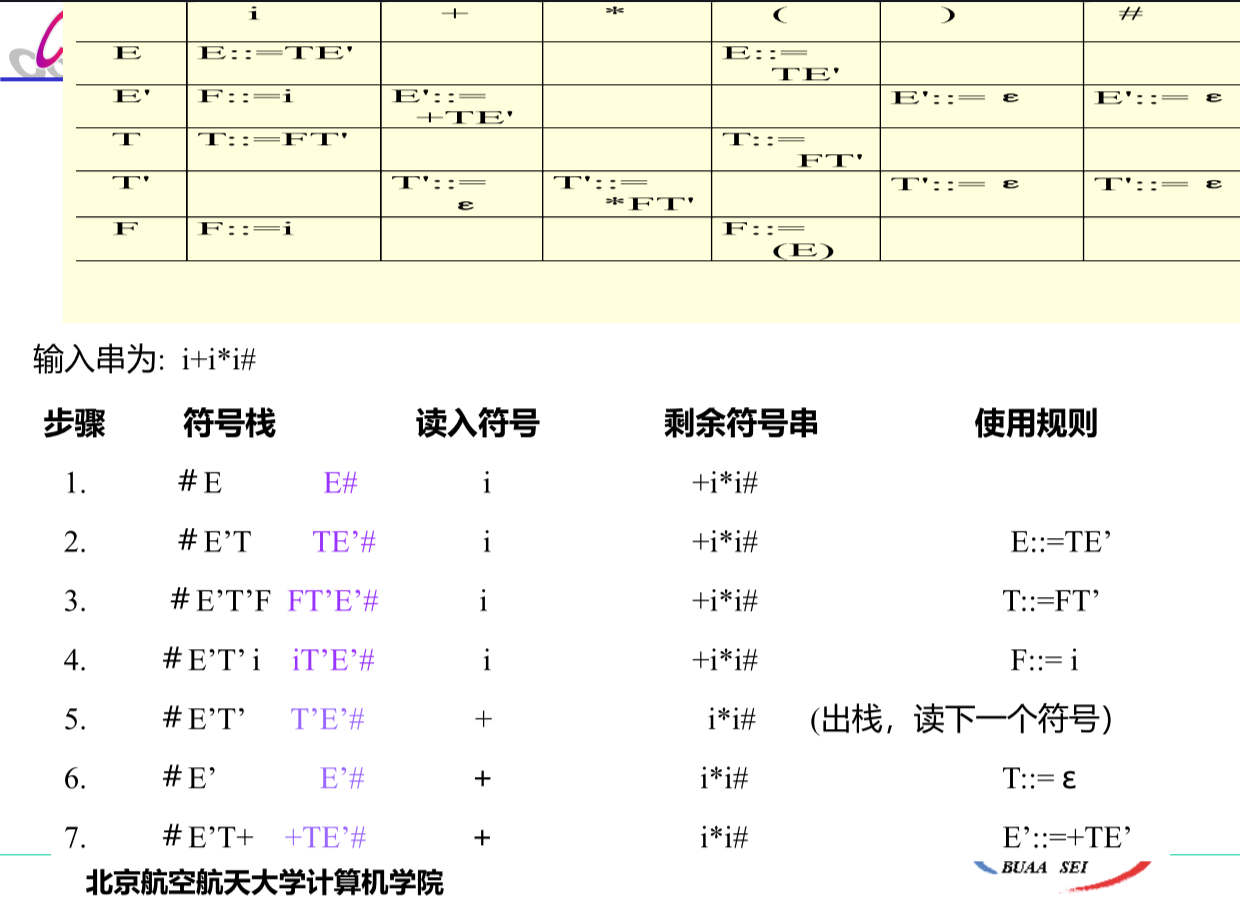 i + * ( ) #
E E::=TE' E::= TE'
E' F::=i E'::= +TE' E'::= ε E'::= ε
T T::=FT' T::= FT'
T' T'::= ε T'::= *FT' T'::= ε T'::= ε
F F::=i F::= (E)
输入串为: i+i*i#
步骤 符号栈 读入符号 剩余符号串 使用规则
1. #E E# i +i*i#
2. #E’T TE’# i +i*i# E::=TE’
3. #E’T’F FT’E’# i +i*i# T::=FT’
4. #E’T’ i iT’E’# i +i*i# F::= i
5. #E’T’ T’E’# + i*i# (出栈，读下一个符号）
6. #E’ E’# + i*i# T::= ε
7. #E’T+ +TE’# + i*i# E’::=+TE’
北京航空航天大学计算机学院 BUAA SEI